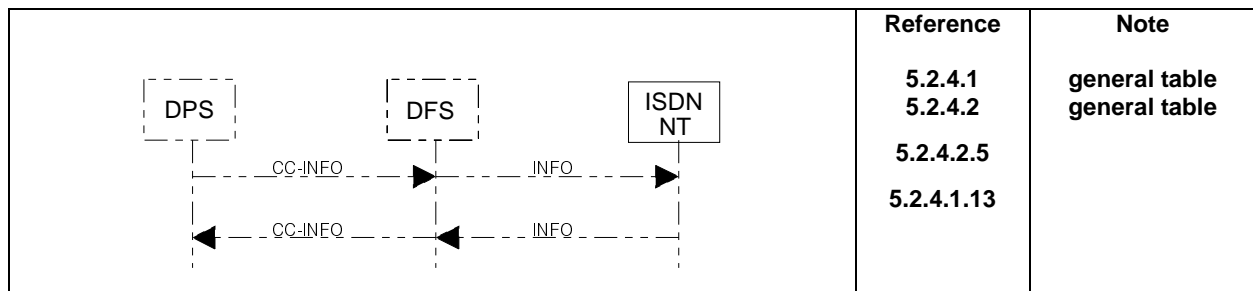 Reference Note
5.2.4.1 general table
5.2.4.2 general table
5.2.4.2.5
5.2.4.1.13
DPS DFS ISDN
NT
CC-INFO INFO
CC-INFO INFO